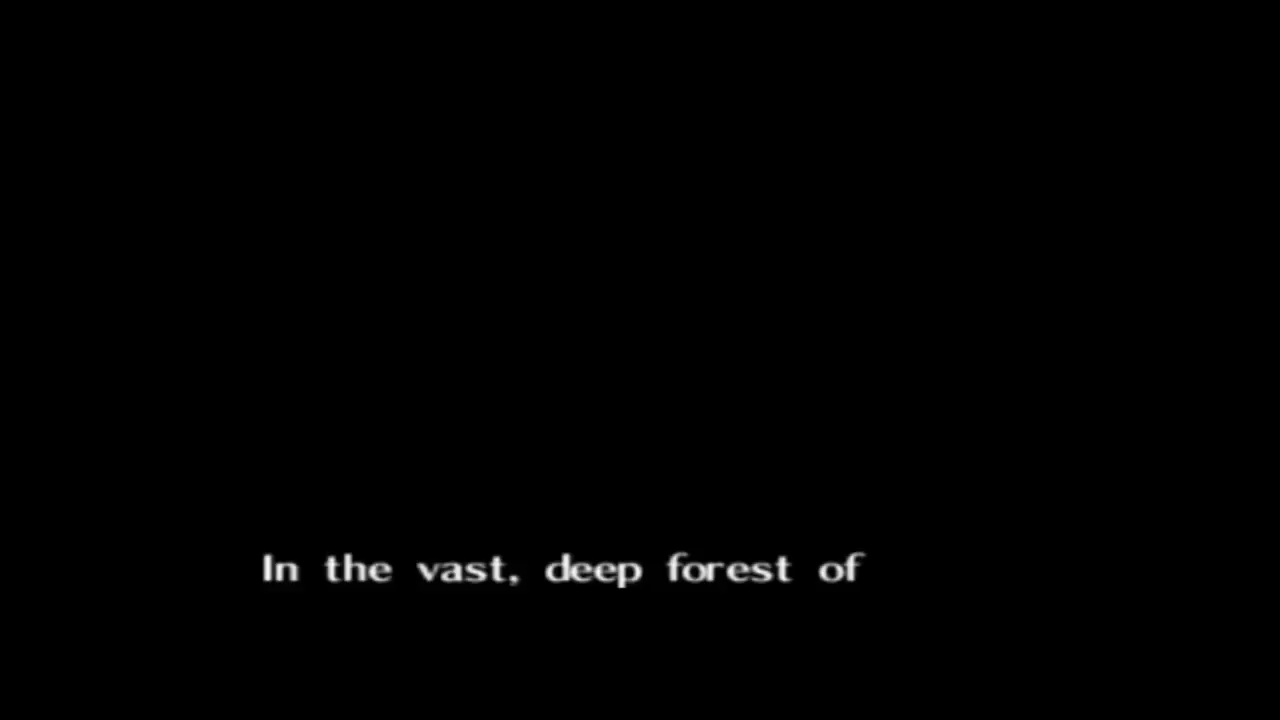 In the vast, deep forest of